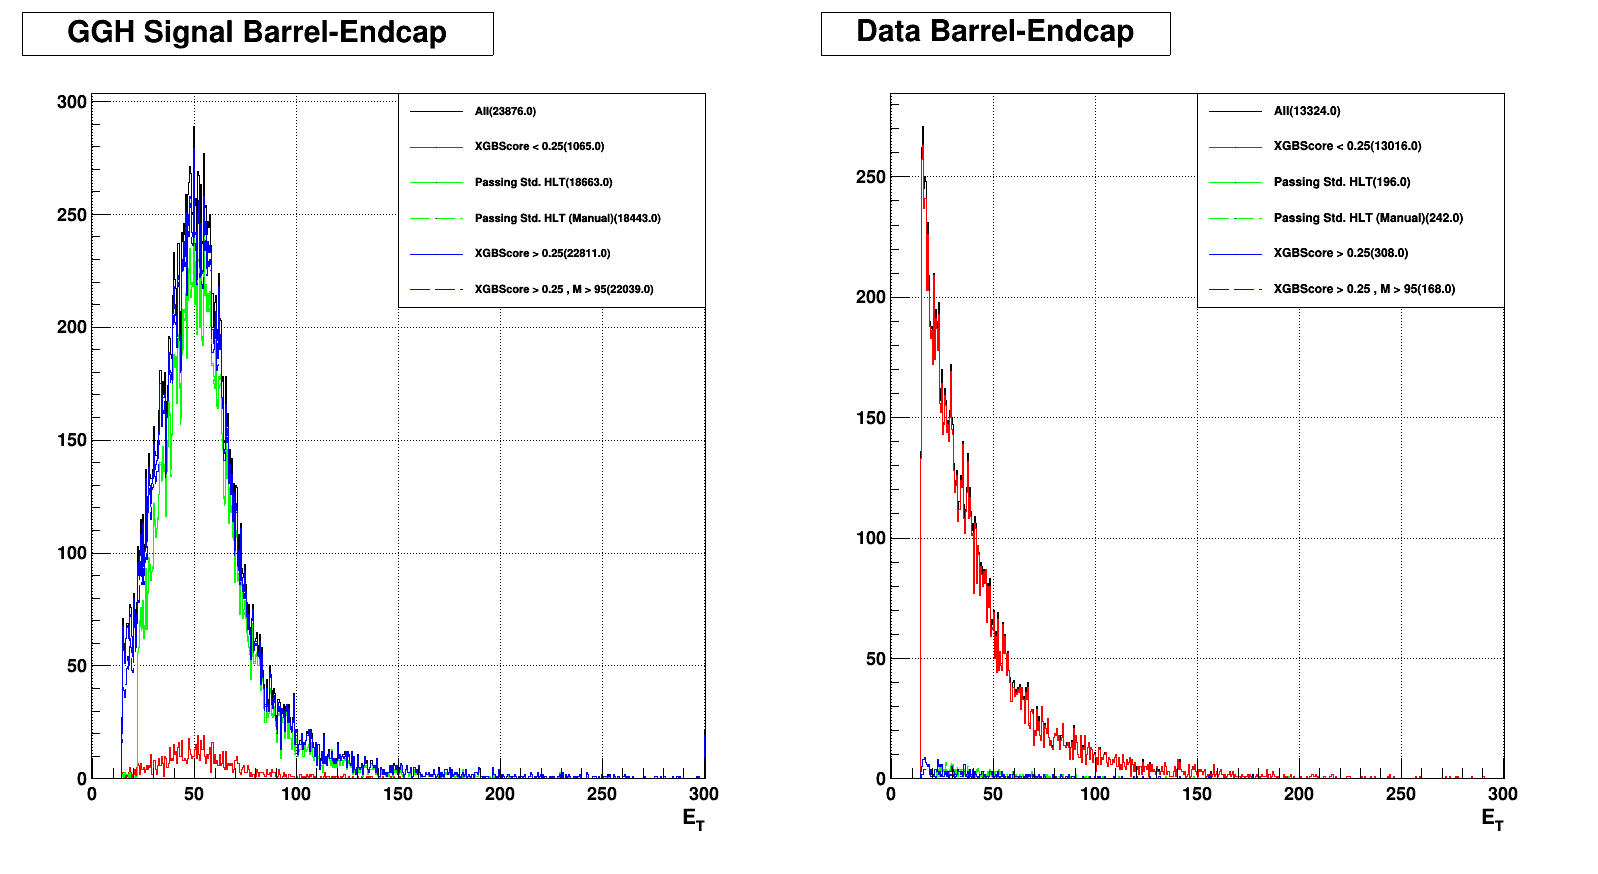 GGH Signal Barrel-Endcap
All(23876.0)
XGBScore < 0.25(1065.0)
Passing Std. HLT(18663.0)
Passing Std. HLT (Manual)(18443.0)
XGBScore > 0.25(22811.0)
XGBScore > 0.25 , M > 95(22039.0)
300
250
200
150
100
50
0
0 50 100 150 200 250 300
E_T
Data Barrel-Endcap
All(13324.0)
XGBScore < 0.25(13016.0)
Passing Std. HLT(196.0)
Passing Std. HLT (Manual)(242.0)
XGBScore > 0.25(308.0)
XGBScore > 0.25 , M > 95(168.0)
250
200
150
100
50
0
0 50 100 150 200 250 300
E_T